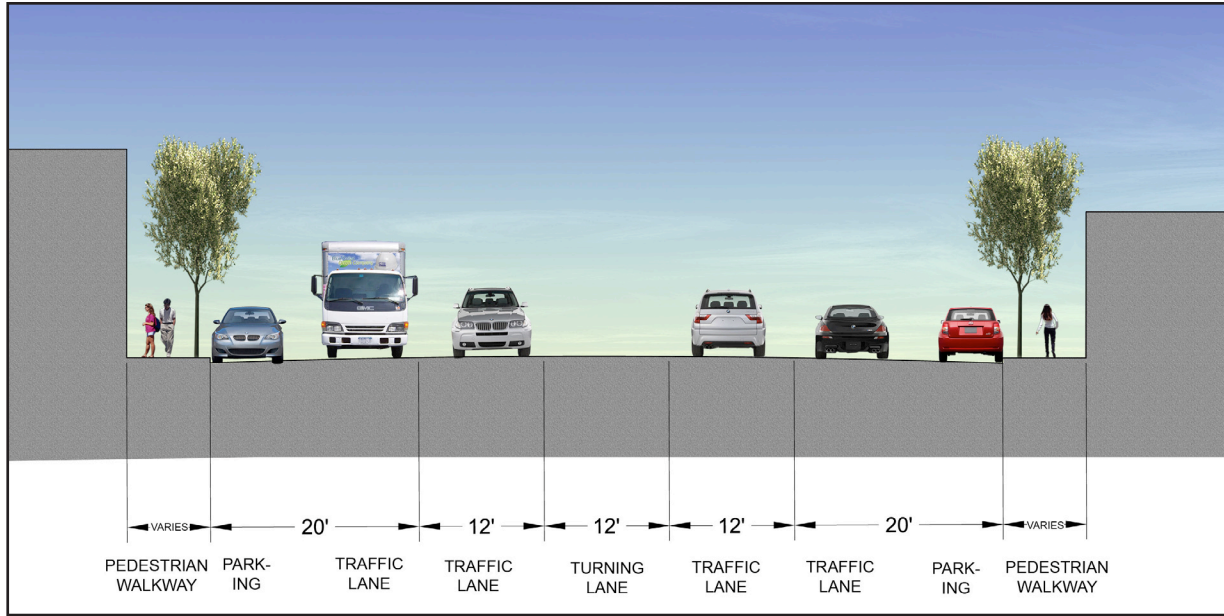 GMC
VARIES 20' 12' 12' 12' 20' VARIES
PEDESTRIAN WALKWAY
PARK-
ING
TRAFFIC
LANE
TRAFFIC
LANE
TURNING
LANE
TRAFFIC
LANE
TRAFFIC
LANE
PARK-
ING
PEDESTRIAN
WALKWAY